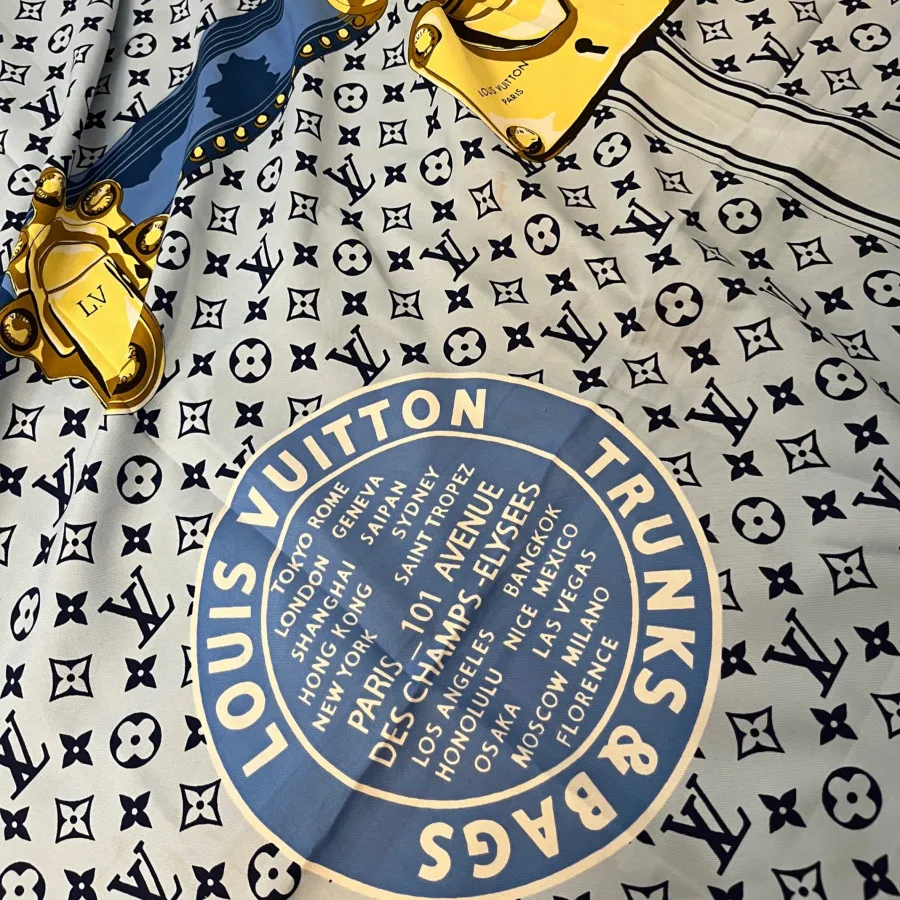 LOUIS VUITTON
PARIS
L.V
LOUIS VUITTON TRUNKS & BAGS
TOKYO ROME
LONDON GENEVA
SHANGHAI SAIPAN
HONG KONG SYDNEY
NEW YORK SAINT TROPEZ
PARIS - 101 AVENUE
DES CHAMPS-ELYSEES
LOS ANGELES BANGKOK
HONOLULU NICE MEXICO
OSAKA LAS VEGAS
MOSCOW MILANO
FLORENCE